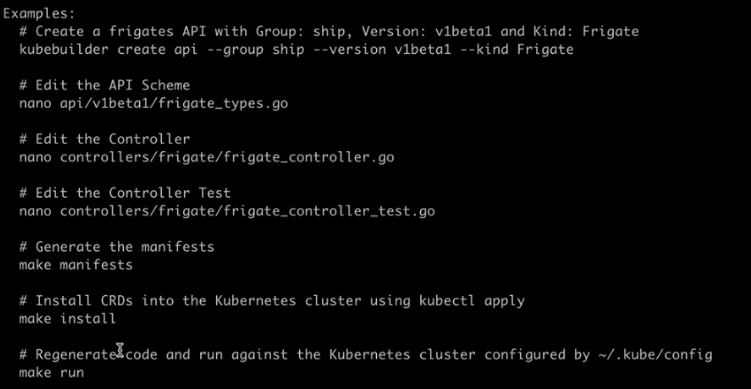 Examples:
# Create a frigates API with Group: ship, Version: v1beta1 and Kind: Frigate
kubebuilder create api --group ship --version v1beta1 --kind Frigate
# Edit the API Scheme
nano api/v1beta1/frigate_types.go
# Edit the Controller
nano controllers/frigate/frigate_controller.go
# Edit the Controller Test
nano controllers/frigate/frigate_controller_test.go
# Generate the manifests
make manifests
# Install CRDs into the Kubernetes cluster using kubectl apply
make install
# Regenerate code and run against the Kubernetes cluster configured by ~/.kube/config
make run